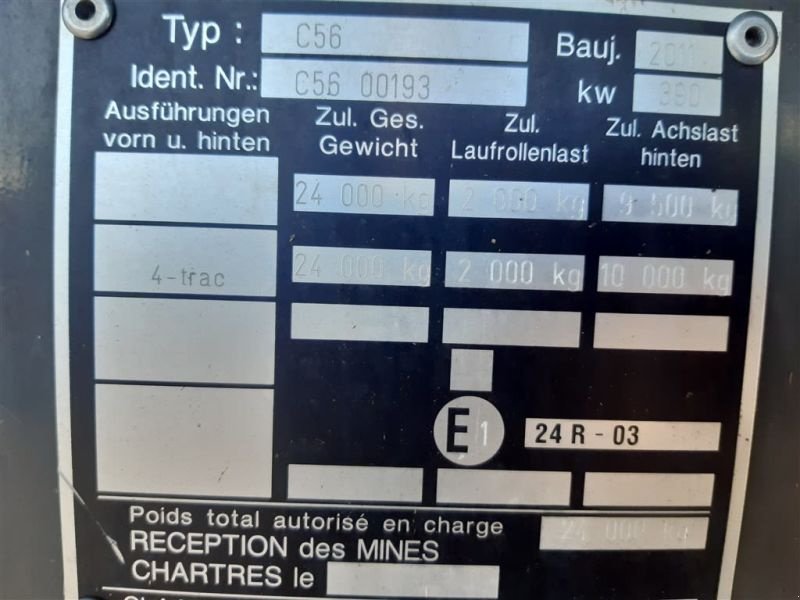 Typ : C56 Bauj. 2011
Ident. Nr.: C56 00193 kw 390
Ausführungen vorn u. hinten Zul. Ges. Gewicht Zul. Laufrollenlast Zul. Achslast hinten
24 000 kg 2 000 kg 9 500 kg
4-trac 24 000 kg 2 000 kg 10 000 kg
E 1 24 R - 03
Poids total autorisé en charge 24 000 kg
RECEPTION des MINES
CHARTRES le